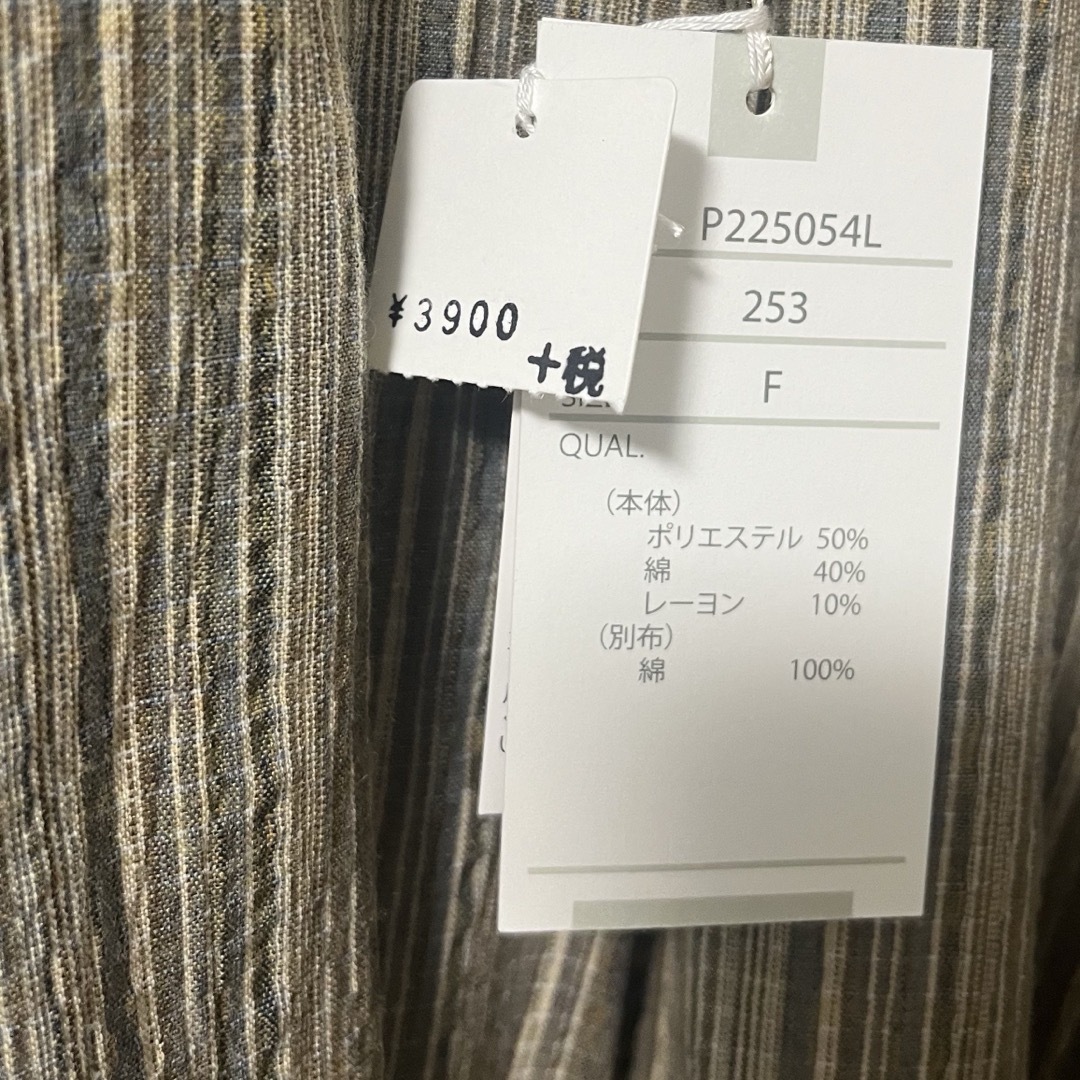 ¥3900
+税
P225054L
253
F
QUAL.
(本体)
ポリエステル 50%
綿 40%
レーヨン 10%
(別布)
綿 100%